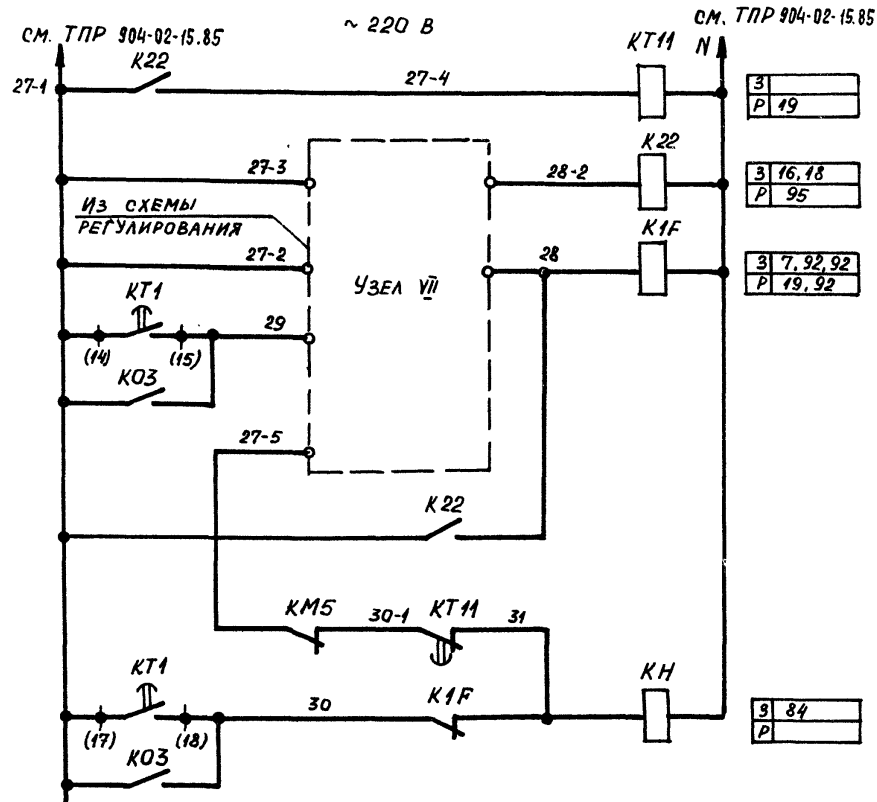 СМ. ТПР 904-02-15.85
~ 220 В
СМ. ТПР 904-02-15.85
N
27-1
К22
27-4
КТ11
З
Р 19
27-3
28-2
К22
З 16,18
Р 95
ИЗ СХЕМЫ
РЕГУЛИРОВАНИЯ
27-2
УЗЕЛ VII
28
К1F
З 7,92,92
Р 19,92
КТ1
29
(14)
(15)
КО3
27-5
К22
КМ5
30-1
КТ11
31
КТ1
30
К1F
КН
З 84
Р
(17)
(18)
КО3